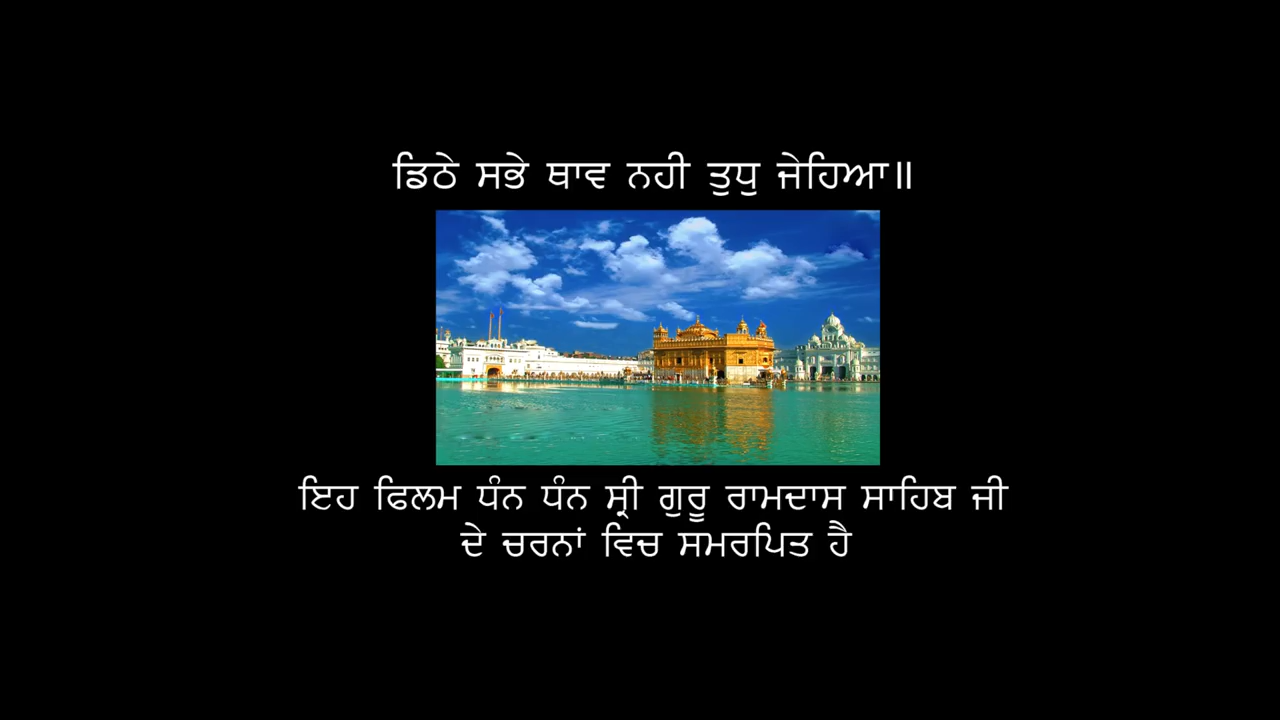 ਡਿਠੇ ਸਭੇ ਥਾਵ ਨਹੀ ਤੁਧੁ ਜੇਹਿਆ॥
ਇਹ ਫਿਲਮ ਧੰਨ ਧੰਨ ਸ੍ਰੀ ਗੁਰੂ ਰਾਮਦਾਸ ਸਾਹਿਬ ਜੀ
ਦੇ ਚਰਨਾਂ ਵਿਚ ਸਮਰਪਿਤ ਹੈ